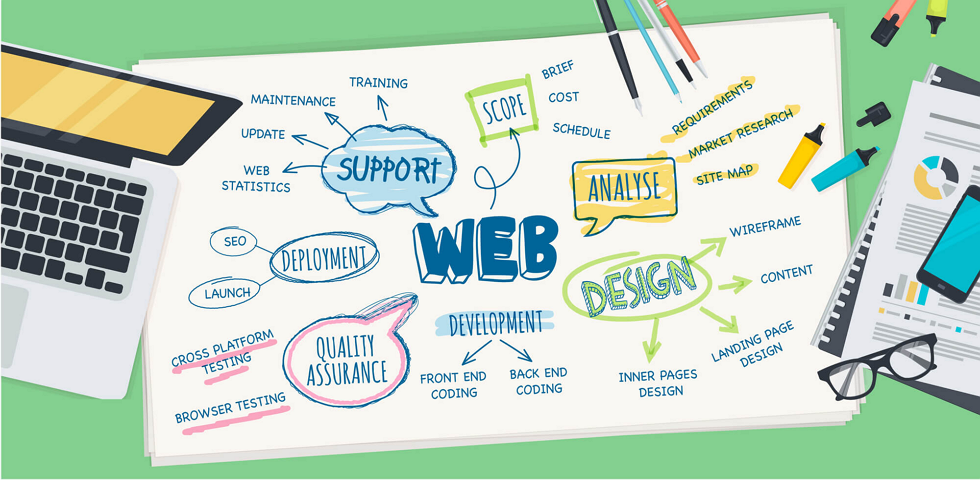 TRAINING
MAINTENANCE
UPDATE
WEB
STATISTICS
SUPPORT
SCOPE
BRIEF
COST
SCHEDULE
REQUIREMENTS
MARKET RESEARCH
SITE MAP
ANALYSE
WEB
SEO
LAUNCH
DEPLOYMENT
DESIGN
WIREFRAME
CONTENT
LANDING PAGE
DESIGN
INNER PAGES
DESIGN
DEVELOPMENT
FRONT END
CODING
BACK END
CODING
QUALITY
ASSURANCE
CROSS PLATFORM
TESTING
BROWSER TESTING